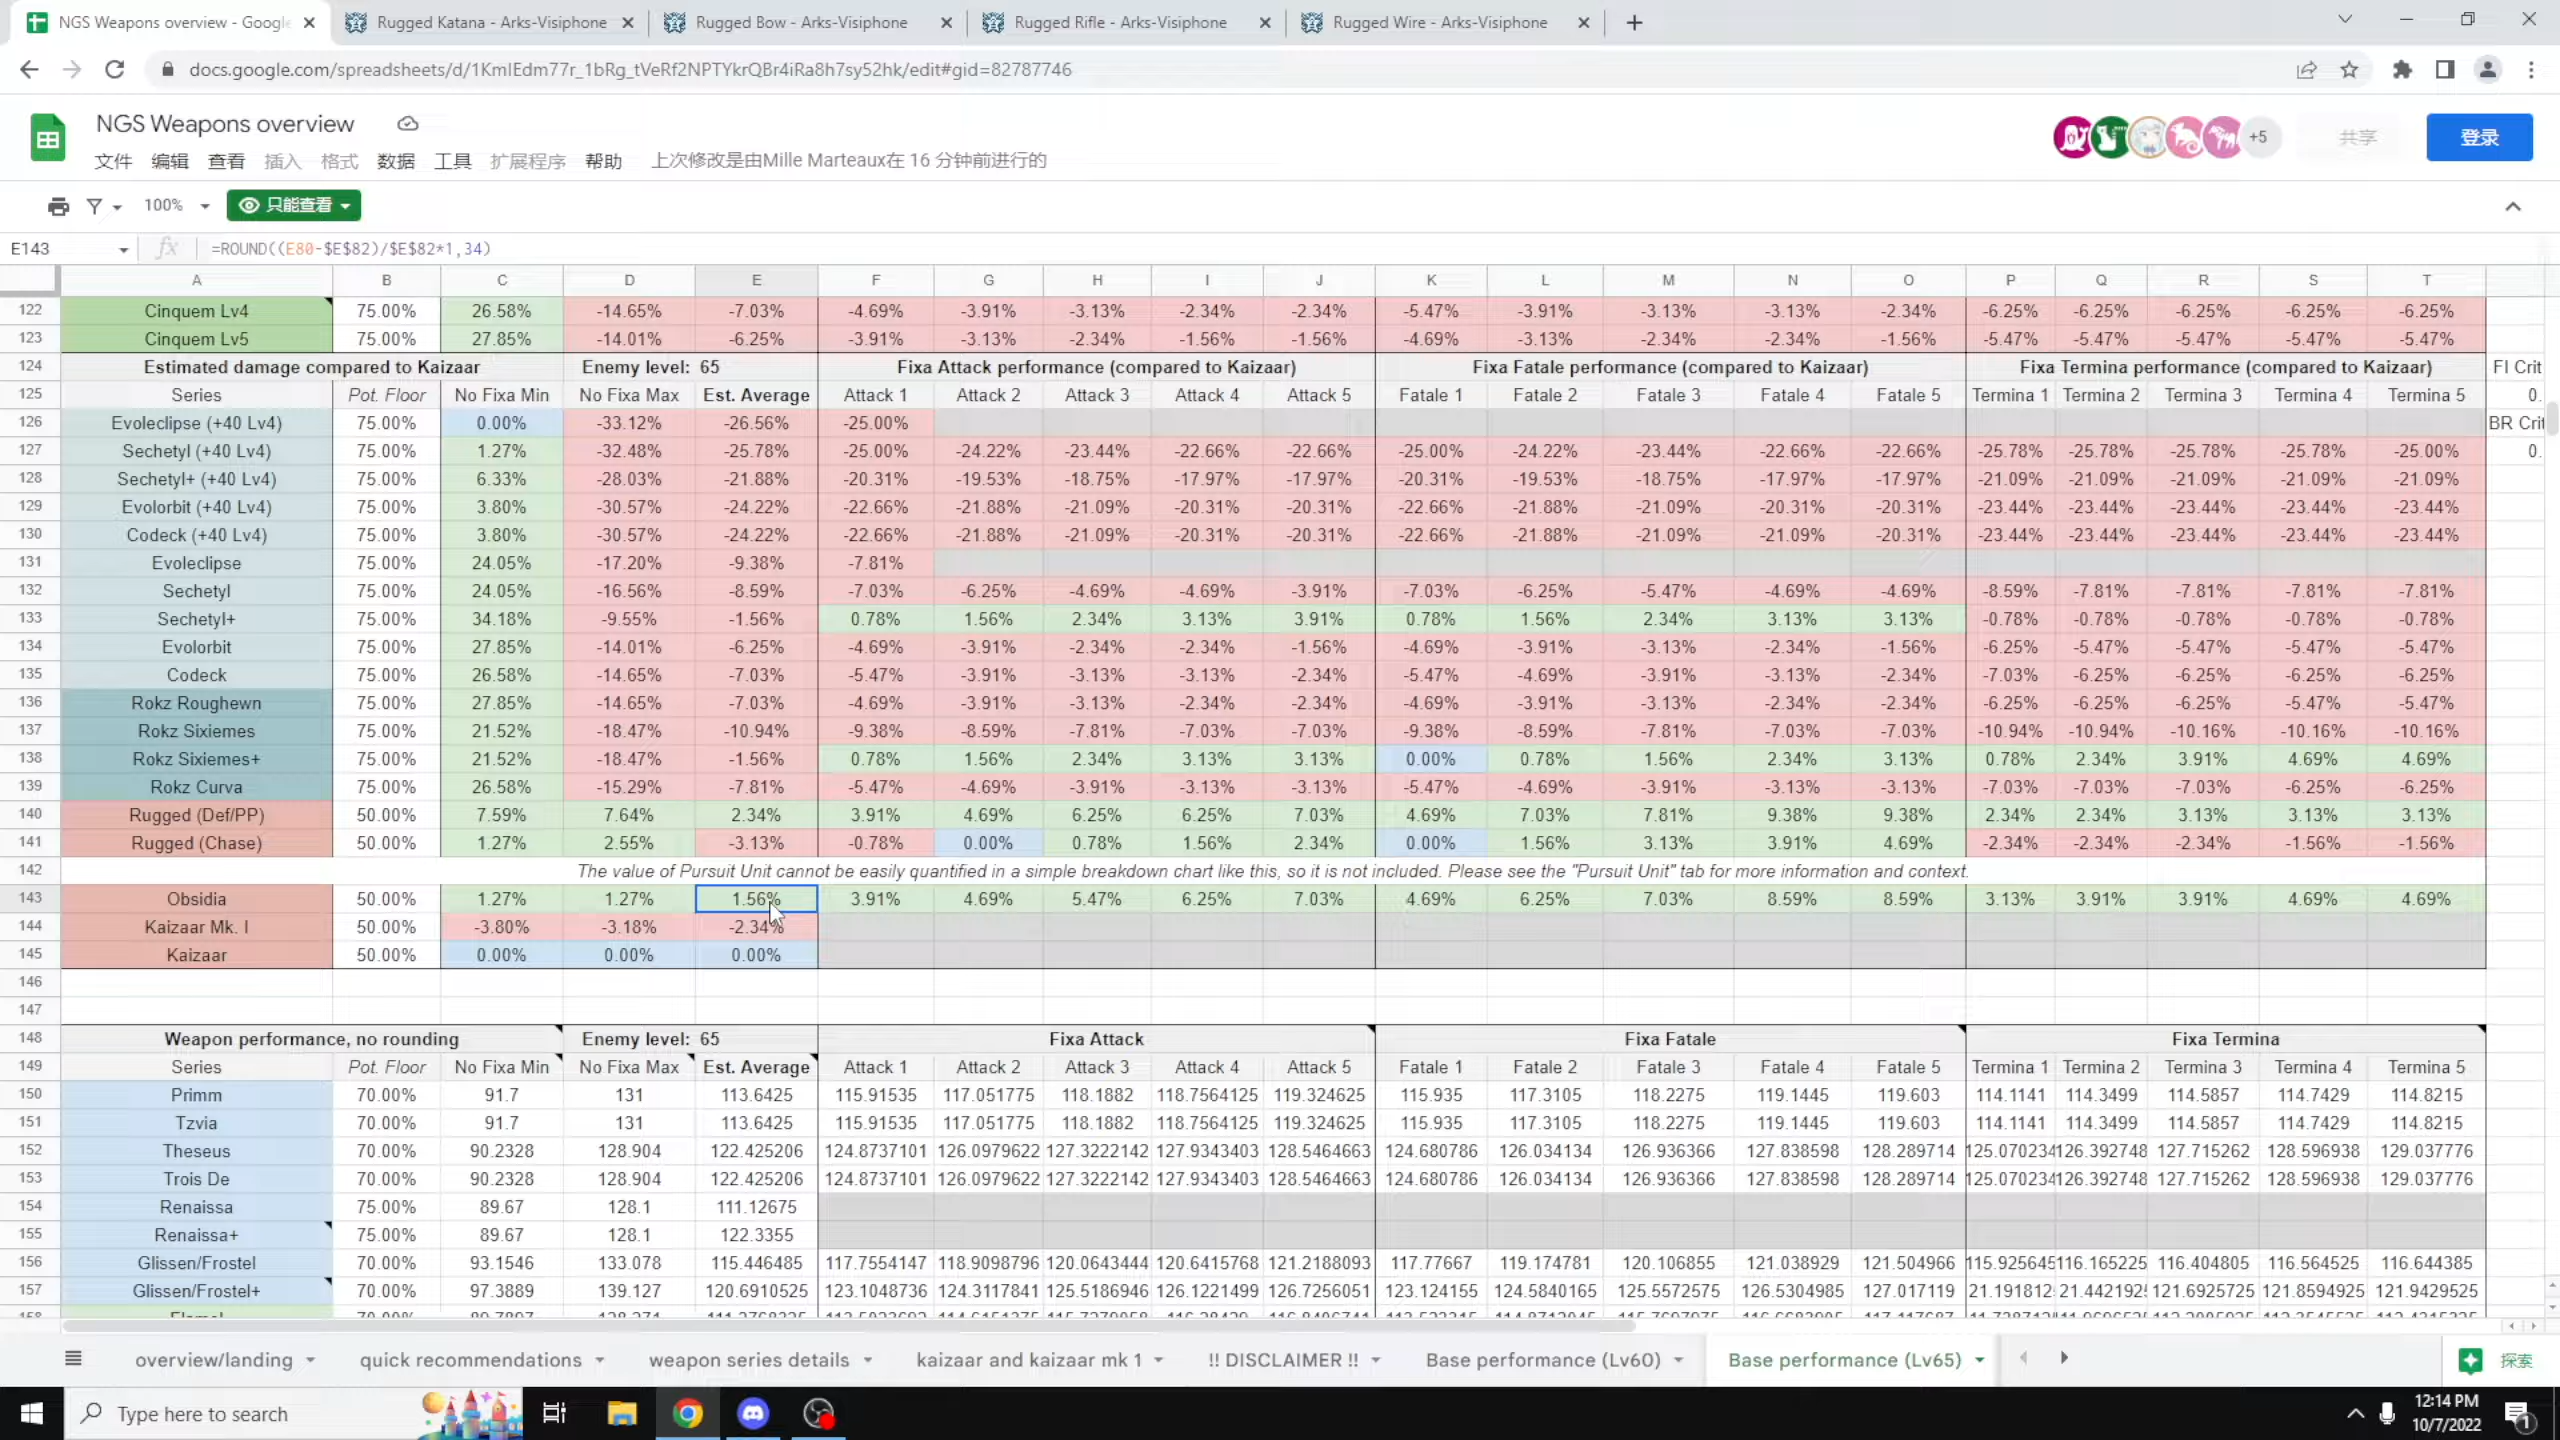 NGS Weapons overview - Google
Rugged Katana - Arks-Visiphone
Rugged Bow - Arks-Visiphone
Rugged Rifle - Arks-Visiphone
Rugged Wire - Arks-Visiphone
docs.google.com/spreadsheets/d/1KmIEdm77r_1bRg_tVeRf2NPTYkrQBr4iRa8h7sy52hk/edit#gid=82787746
NGS Weapons overview
+5 共享 登录
文件 编辑 查看 插入 格式 数据 工具 扩展程序 帮助 上次修改是由Mille Marteaux在 16 分钟前进行的
100% 只能查看
E143 fx =ROUND((E80-$E$82)/$E$82*1,34)
A B C D E F G H I J K L M N O P Q R S T
122 Cinquem Lv4 75.00% 26.58% -14.65% -7.03% -4.69% -3.91% -3.13% -2.34% -2.34% -5.47% -3.91% -3.13% -3.13% -2.34% -6.25% -6.25% -6.25% -6.25% -6.25%
123 Cinquem Lv5 75.00% 27.85% -14.01% -6.25% -3.91% -3.13% -2.34% -1.56% -1.56% -4.69% -3.13% -2.34% -2.34% -1.56% -5.47% -5.47% -5.47% -5.47% -5.47%
124 Estimated damage compared to Kaizaar Enemy level: 65 Fixa Attack performance (compared to Kaizaar) Fixa Fatale performance (compared to Kaizaar) Fixa Termina performance (compared to Kaizaar) FI Crit
125 Series Pot. Floor No Fixa Min No Fixa Max Est. Average Attack 1 Attack 2 Attack 3 Attack 4 Attack 5 Fatale 1 Fatale 2 Fatale 3 Fatale 4 Fatale 5 Termina 1 Termina 2 Termina 3 Termina 4 Termina 5 0.
126 Evoleclipse (+40 Lv4) 75.00% 0.00% -33.12% -26.56% -25.00% BR Crit
127 Sechetyl (+40 Lv4) 75.00% 1.27% -32.48% -25.78% -25.00% -24.22% -23.44% -22.66% -22.66% -25.00% -24.22% -23.44% -22.66% -22.66% -25.78% -25.78% -25.78% -25.78% -25.00% 0.
128 Sechetyl+ (+40 Lv4) 75.00% 6.33% -28.03% -21.88% -20.31% -19.53% -18.75% -17.97% -17.97% -20.31% -19.53% -18.75% -17.97% -17.97% -21.09% -21.09% -21.09% -21.09% -21.09%
129 Evolorbit (+40 Lv4) 75.00% 3.80% -30.57% -24.22% -22.66% -21.88% -21.09% -20.31% -20.31% -22.66% -21.88% -21.09% -20.31% -20.31% -23.44% -23.44% -23.44% -23.44% -23.44%
130 Codeck (+40 Lv4) 75.00% 3.80% -30.57% -24.22% -22.66% -21.88% -21.09% -20.31% -20.31% -22.66% -21.88% -21.09% -21.09% -20.31% -23.44% -23.44% -23.44% -23.44% -23.44%
131 Evoleclipse 75.00% 24.05% -17.20% -9.38% -7.81%
132 Sechetyl 75.00% 24.05% -16.56% -8.59% -7.03% -6.25% -4.69% -4.69% -3.91% -7.03% -6.25% -5.47% -4.69% -4.69% -8.59% -7.81% -7.81% -7.81% -7.81%
133 Sechetyl+ 75.00% 34.18% -9.55% -1.56% 0.78% 1.56% 2.34% 3.13% 3.91% 0.78% 1.56% 2.34% 3.13% 3.13% -0.78% -0.78% -0.78% -0.78% -0.78%
134 Evolorbit 75.00% 27.85% -14.01% -6.25% -4.69% -3.91% -2.34% -2.34% -1.56% -4.69% -3.91% -3.13% -2.34% -1.56% -6.25% -5.47% -5.47% -5.47% -5.47%
135 Codeck 75.00% 26.58% -14.65% -7.03% -5.47% -3.91% -3.13% -3.13% -2.34% -5.47% -4.69% -3.91% -3.13% -2.34% -7.03% -6.25% -6.25% -6.25% -6.25%
136 Rokz Roughewn 75.00% 27.85% -14.65% -7.03% -4.69% -3.91% -3.13% -2.34% -2.34% -4.69% -3.91% -3.13% -2.34% -2.34% -6.25% -6.25% -6.25% -5.47% -5.47%
137 Rokz Sixiemes 75.00% 21.52% -18.47% -10.94% -9.38% -8.59% -7.81% -7.03% -7.03% -9.38% -8.59% -7.81% -7.03% -7.03% -10.94% -10.94% -10.16% -10.16% -10.16%
138 Rokz Sixiemes+ 75.00% 21.52% -18.47% -1.56% 0.78% 1.56% 2.34% 3.13% 3.13% 0.00% 0.78% 1.56% 2.34% 3.13% 0.78% 2.34% 3.91% 4.69% 4.69%
139 Rokz Curva 75.00% 26.58% -15.29% -7.81% -5.47% -4.69% -3.91% -3.13% -3.13% -5.47% -4.69% -3.91% -3.13% -3.13% -7.03% -7.03% -7.03% -6.25% -6.25%
140 Rugged (Def/PP) 50.00% 7.59% 7.64% 2.34% 3.91% 4.69% 6.25% 6.25% 7.03% 4.69% 7.03% 7.81% 9.38% 9.38% 2.34% 2.34% 3.13% 3.13% 3.13%
141 Rugged (Chase) 50.00% 1.27% 2.55% -3.13% -0.78% 0.00% 0.78% 1.56% 2.34% 0.00% 1.56% 3.13% 3.91% 4.69% -2.34% -2.34% -2.34% -1.56% -1.56%
142 The value of Pursuit Unit cannot be easily quantified in a simple breakdown chart like this, so it is not included. Please see the "Pursuit Unit" tab for more information and context.
143 Obsidia 50.00% 1.27% 1.27% 1.56% 3.91% 4.69% 5.47% 6.25% 7.03% 4.69% 6.25% 7.03% 8.59% 8.59% 3.13% 3.91% 3.91% 4.69% 4.69%
144 Kaizaar Mk. I 50.00% -3.80% -3.18% -2.34%
145 Kaizaar 50.00% 0.00% 0.00% 0.00%
146
147
148 Weapon performance, no rounding Enemy level: 65 Fixa Attack Fixa Fatale Fixa Termina
149 Series Pot. Floor No Fixa Min No Fixa Max Est. Average Attack 1 Attack 2 Attack 3 Attack 4 Attack 5 Fatale 1 Fatale 2 Fatale 3 Fatale 4 Fatale 5 Termina 1 Termina 2 Termina 3 Termina 4 Termina 5
150 Primm 70.00% 91.7 131 113.6425 115.91535 117.051775 118.1882 118.7564125 119.324625 115.935 117.3105 118.2275 119.1445 119.603 114.1141 114.3499 114.5857 114.7429 114.8215
151 Tzvia 70.00% 91.7 131 113.6425 115.91535 117.051775 118.1882 118.7564125 119.324625 115.935 117.3105 118.2275 119.1445 119.603 114.1141 114.3499 114.5857 114.7429 114.8215
152 Theseus 70.00% 90.2328 128.904 122.425206 124.8737101 126.0979622 127.3222142 127.9343403 128.5464663 124.680786 126.034134 126.936366 127.838598 128.289714 125.070234 126.392748 127.715262 128.596938 129.037776
153 Trois De 70.00% 90.2328 128.904 122.425206 124.8737101 126.0979622 127.3222142 127.9343403 128.5464663 124.680786 126.034134 126.936366 127.838598 128.289714 125.070234 126.392748 127.715262 128.596938 129.037776
154 Renaissa 75.00% 89.67 128.1 111.12675
155 Renaissa+ 75.00% 89.67 128.1 122.3355
156 Glissen/Frostel 70.00% 93.1546 133.078 115.446485 117.7554147 118.9098796 120.0643444 120.6415768 121.2188093 117.77667 119.174781 120.106855 121.038929 121.504966 115.925645 116.165225 116.404805 116.564525 116.644385
157 Glissen/Frostel+ 70.00% 97.3889 139.127 120.6910525 123.1048736 124.3117841 125.5186946 126.1221499 126.7256051 123.124155 124.5840165 125.5572575 126.5304985 127.017119 21.191812 21.442192 121.6925725 121.8594925 121.9429525
overview/landing quick recommendations weapon series details kaizaar and kaizaar mk 1 !! DISCLAIMER !! Base performance (Lv60) Base performance (Lv65) 探索
Type here to search
12:14 PM
10/7/2022
1